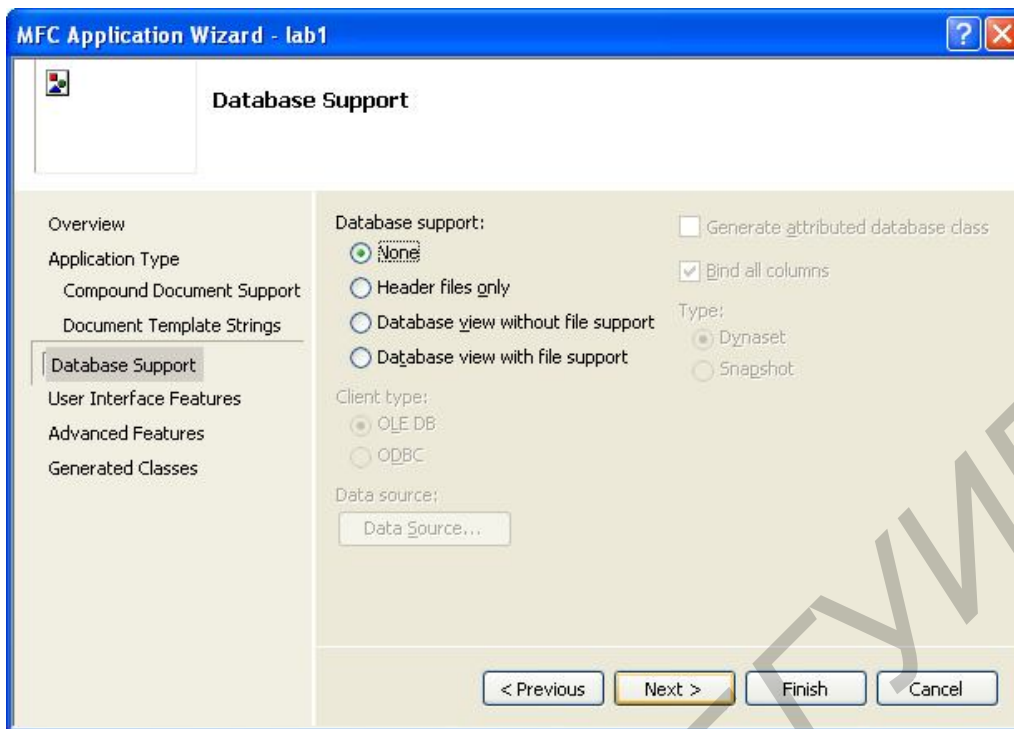 MFC Application Wizard - lab1
Database Support
Overview
Application Type
Compound Document Support
Document Template Strings
Database Support
User Interface Features
Advanced Features
Generated Classes
Database support:
None
Header files only
Database view without file support
Database view with file support
Client type:
OLE DB
ODBC
Data source:
Data Source...
Generate attributed database class
Bind all columns
Type:
Dynaset
Snapshot
< Previous
Next >
Finish
Cancel